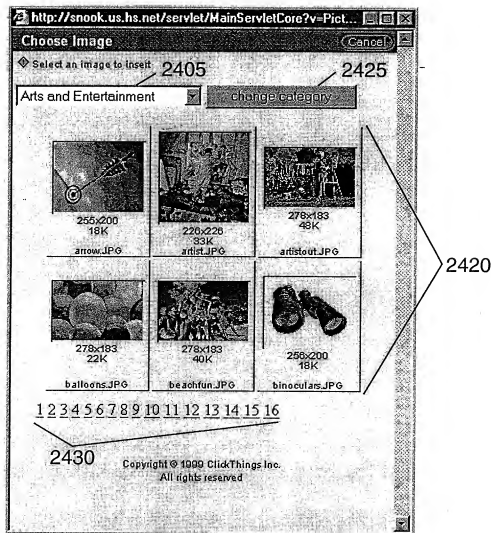 http://snook.us.hs.net/servlet/MainServletCore?v=Pict...
Choose Image
Cancel
Select an image to insert
2405
2425
Arts and Entertainment
change category
255x200
18K
arrow.JPG
226x226
33K
artist.JPG
278x183
48K
artistout.JPG
2420
278x183
22K
balloons.JPG
278x183
40K
beachfun.JPG
256x200
18K
binoculars.JPG
1 2 3 4 5 6 7 8 9 10 11 12 13 14 15 16
2430
Copyright © 1999 ClickThings Inc.
All rights reserved